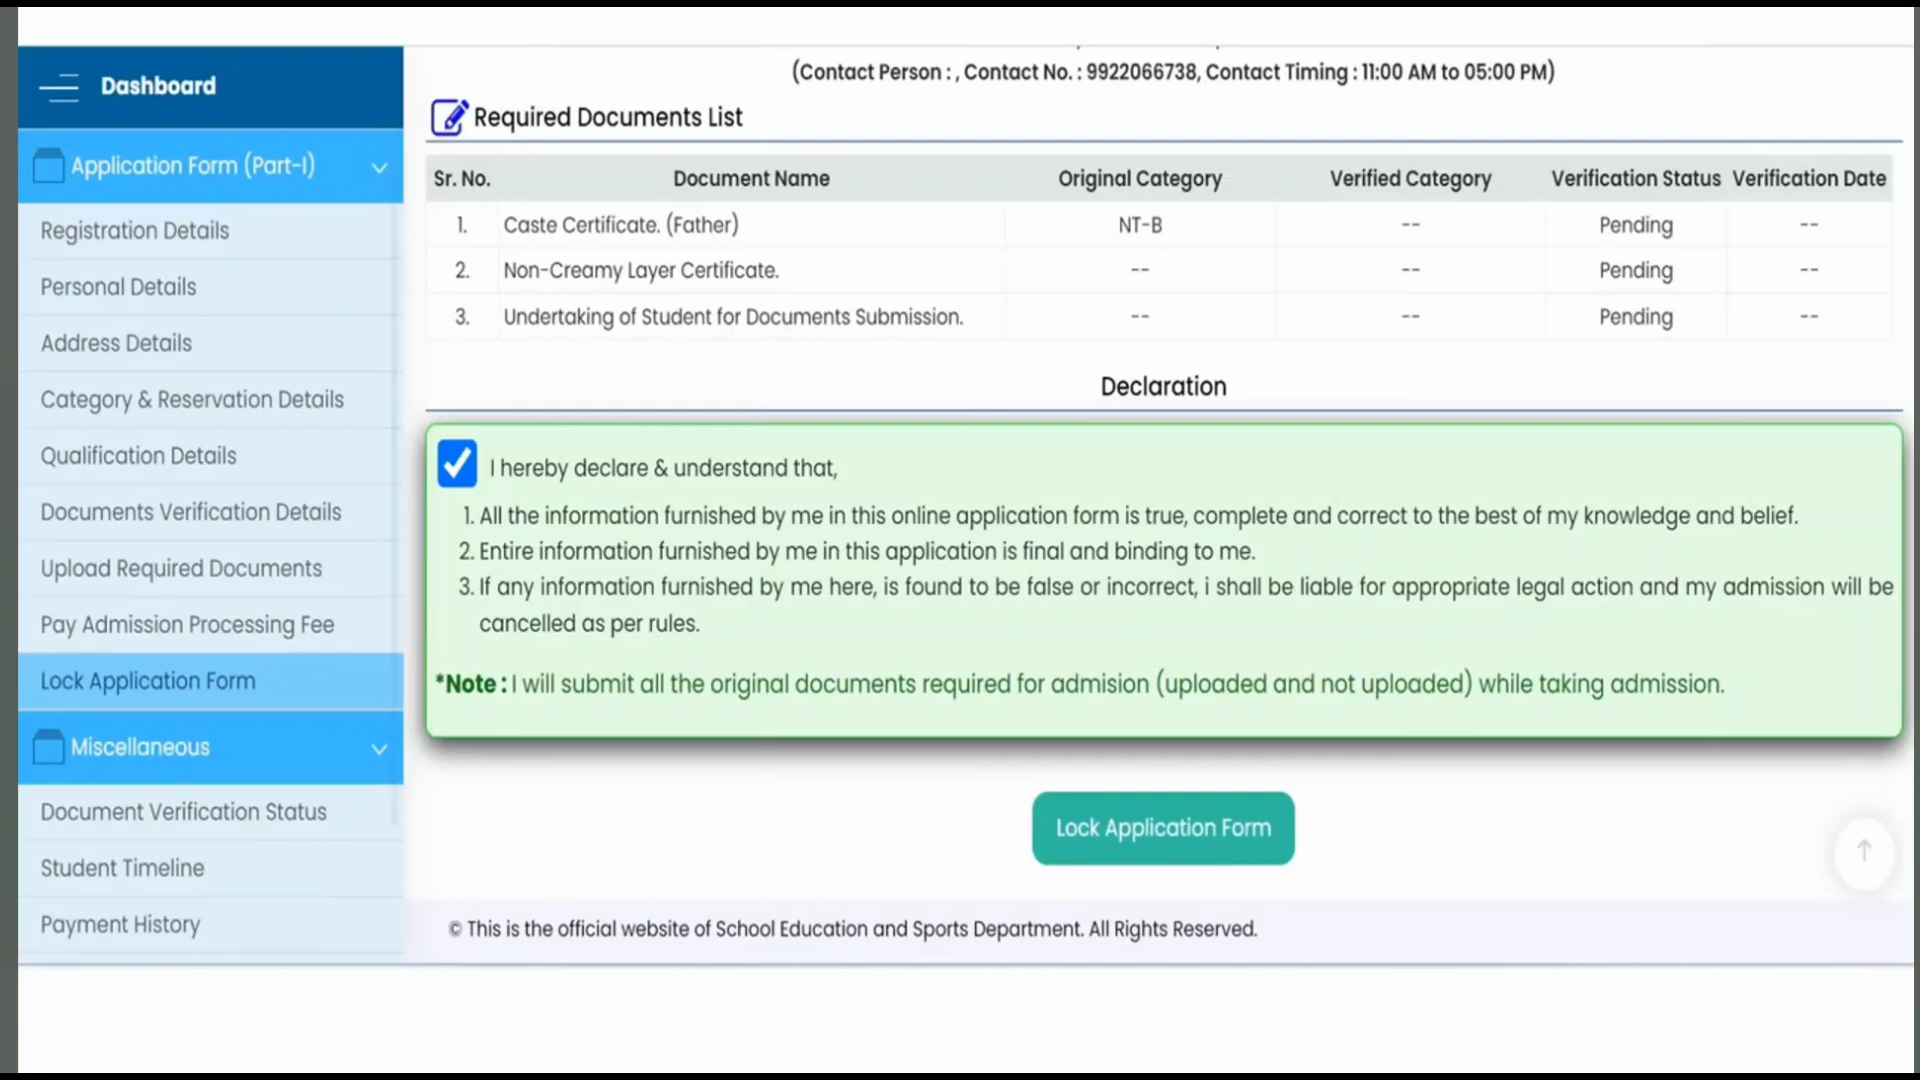 (Contact Person : , Contact No. : 9922066738, Contact Timing : 11:00 AM to 05:00 PM)
Dashboard
Application Form (Part-I)
Registration Details
Personal Details
Address Details
Category & Reservation Details
Qualification Details
Documents Verification Details
Upload Required Documents
Pay Admission Processing Fee
Lock Application Form
Miscellaneous
Document Verification Status
Student Timeline
Payment History
Required Documents List
Sr. No. Document Name Original Category Verified Category Verification Status Verification Date
1. Caste Certificate. (Father) NT-B -- Pending --
2. Non-Creamy Layer Certificate. -- -- Pending --
3. Undertaking of Student for Documents Submission. -- -- Pending --
Declaration
I hereby declare & understand that,
1. All the information furnished by me in this online application form is true, complete and correct to the best of my knowledge and belief.
2. Entire information furnished by me in this application is final and binding to me.
3. If any information furnished by me here, is found to be false or incorrect, i shall be liable for appropriate legal action and my admission will be
cancelled as per rules.
*Note : I will submit all the original documents required for admision (uploaded and not uploaded) while taking admission.
Lock Application Form
© This is the official website of School Education and Sports Department. All Rights Reserved.